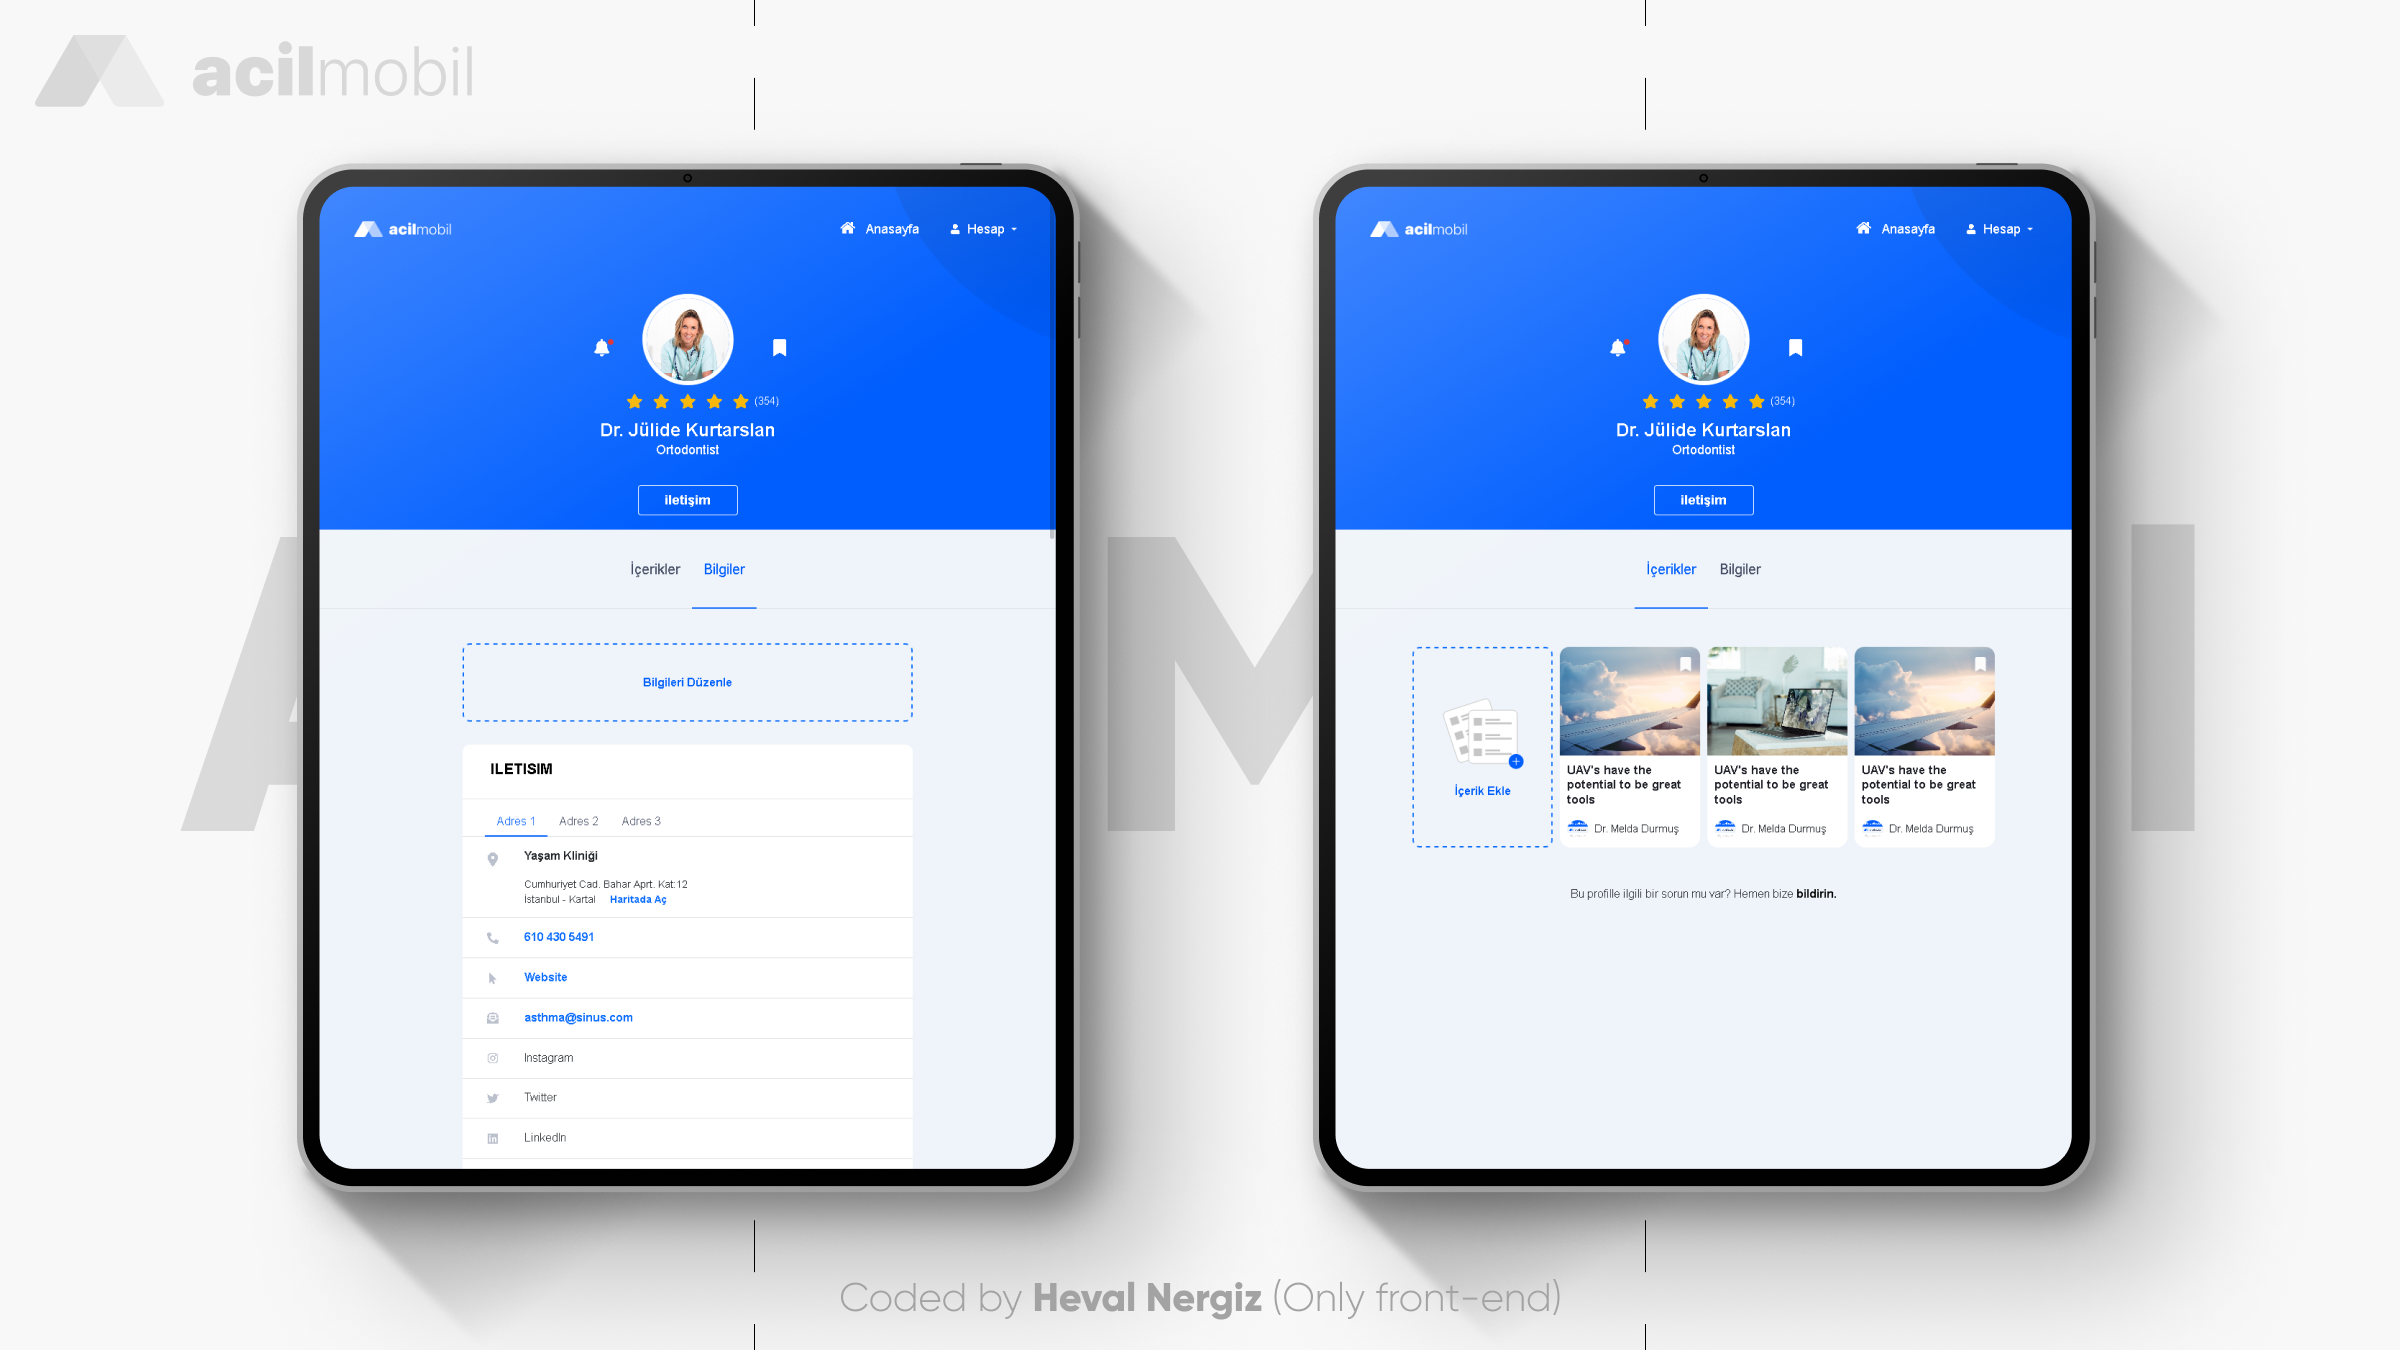 acilmobil
acilmobil
Anasayfa
Hesap
(354)
Dr. Jülide Kurtarslan
Ortodontist
iletişim
İçerikler
Bilgiler
Bilgileri Düzenle
ILETISIM
Adres 1
Adres 2
Adres 3
Yaşam Kliniği
Cumhuriyet Cad. Bahar Aprt. Kat:12
Istanbul - Kartal Haritada Aç
610 430 5491
Website
asthma@sinus.com
Instagram
Twitter
LinkedIn
acilmobil
Anasayfa
Hesap
(354)
Dr. Jülide Kurtarslan
Ortodontist
iletişim
İçerikler
Bilgiler
İçerik Ekle
UAV's have the
potential to be great
tools
Dr. Melda Durmuş
UAV's have the
potential to be great
tools
Dr. Melda Durmuş
UAV's have the
potential to be great
tools
Dr. Melda Durmuş
Bu profille ilgili bir sorun mu var? Hemen bize bildirin.
Coded by Heval Nergiz (Only front-end)